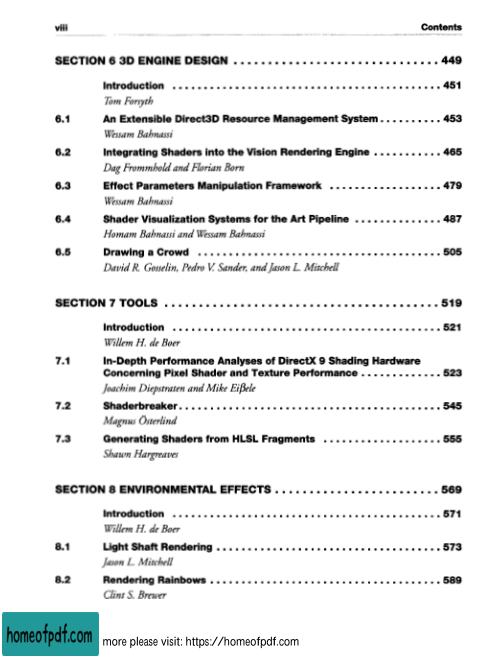 viii Contents
SECTION 6 3D ENGINE DESIGN .............................. 449
Introduction ....................................... 451
Tom Forsyth
6.1 An Extensible Direct3D Resource Management System.......... 453
Wessam Bahnassi
6.2 Integrating Shaders into the Vision Rendering Engine .......... 465
Dag Frommhold and Florian Born
6.3 Effect Parameters Manipulation Framework ................ 479
Wessam Bahnassi
6.4 Shader Visualization Systems for the Art Pipeline ............. 487
Homam Bahnassi and Wessam Bahnassi
6.5 Drawing a Crowd ................................... 505
David R. Gosselin, Pedro V. Sander, and Jason L. Mitchell
SECTION 7 TOOLS ........................................ 519
Introduction ....................................... 521
Willem H. de Boer
7.1 In-Depth Performance Analyses of DirectX 9 Shading Hardware
Concerning Pixel Shader and Texture Performance ............. 523
Joachim Diepstraten and Mike Eißele
7.2 Shaderbreaker...................................... 545
Magnus Österlind
7.3 Generating Shaders from HLSL Fragments ................. 555
Shawn Hargreaves
SECTION 8 ENVIRONMENTAL EFFECTS ........................ 569
Introduction ....................................... 571
Willem H. de Boer
8.1 Light Shaft Rendering ................................. 573
Jason L. Mitchell
8.2 Rendering Rainbows .................................. 589
Clint S. Brewer
homeofpdf.com more please visit: https://homeofpdf.com